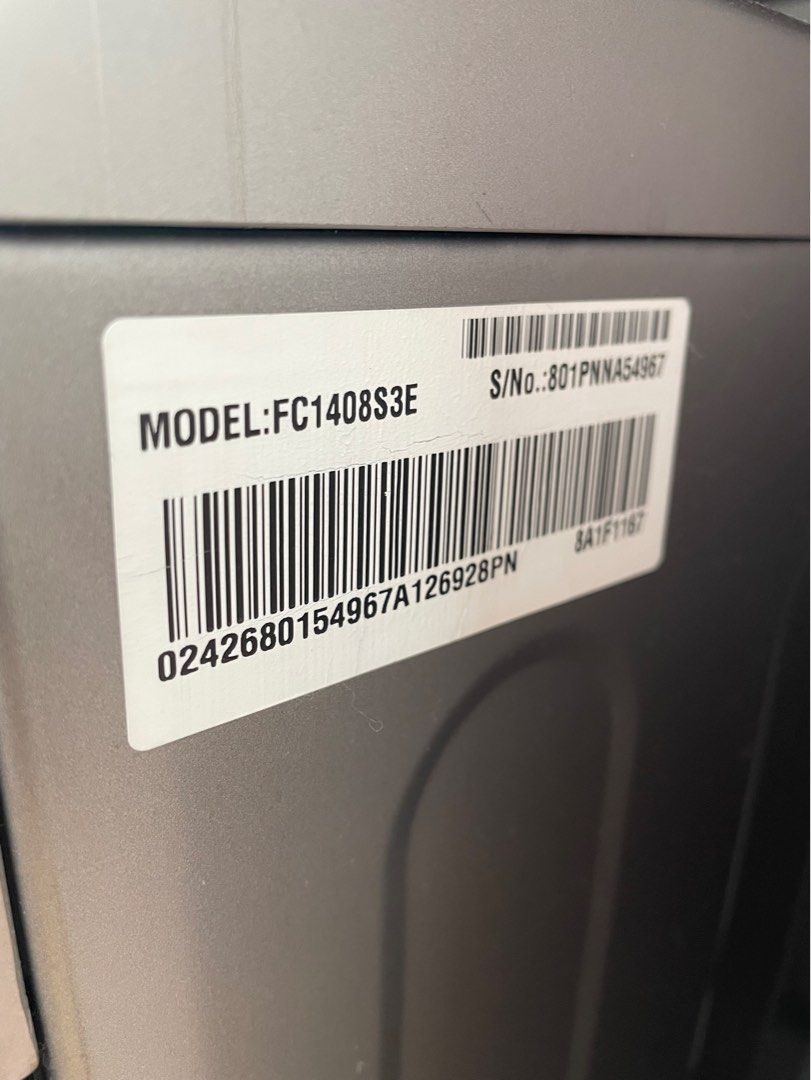 MODEL:FC1408S3E
S/No.:801PNNA54967
0242680154967A126928PN
8A1F1167